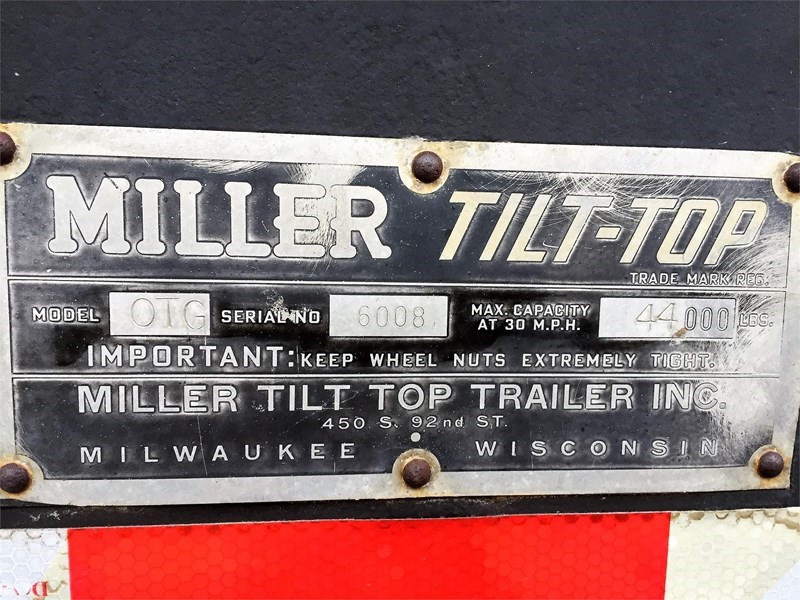 MILLER TILT-TOP
TRADE MARK REG.
MODEL OTG SERIAL NO 6008 MAX. CAPACITY AT 30 M.P.H. 44000 LBS.
IMPORTANT: KEEP WHEEL NUTS EXTREMELY TIGHT.
MILLER TILT TOP TRAILER INC.
450 S. 92nd ST.
MILWAUKEE • WISCONSIN